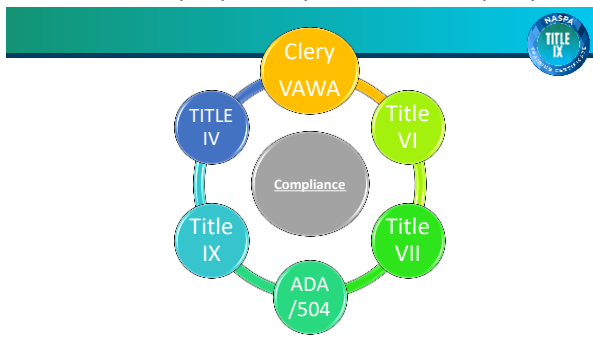 NASPA
TITLE
IX
Clery
VAWA
TITLE
IV
Title
VI
Compliance
Title
IX
Title
VII
ADA
/504